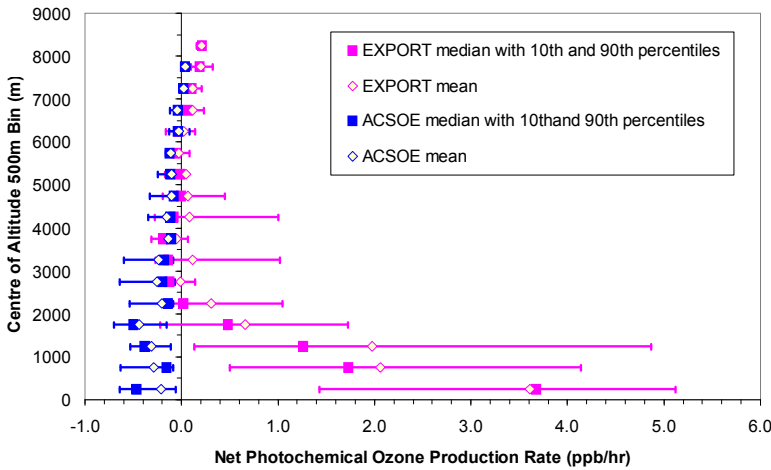 9000
8000
7000
6000
5000
4000
3000
2000
1000
0
Centre of Altitude 500m Bin (m)
EXPORT median with 10th and 90th percentiles
EXPORT mean
ACSOE median with 10thand 90th percentiles
ACSOE mean
-1.0 0.0 1.0 2.0 3.0 4.0 5.0 6.0
Net Photochemical Ozone Production Rate (ppb/hr)